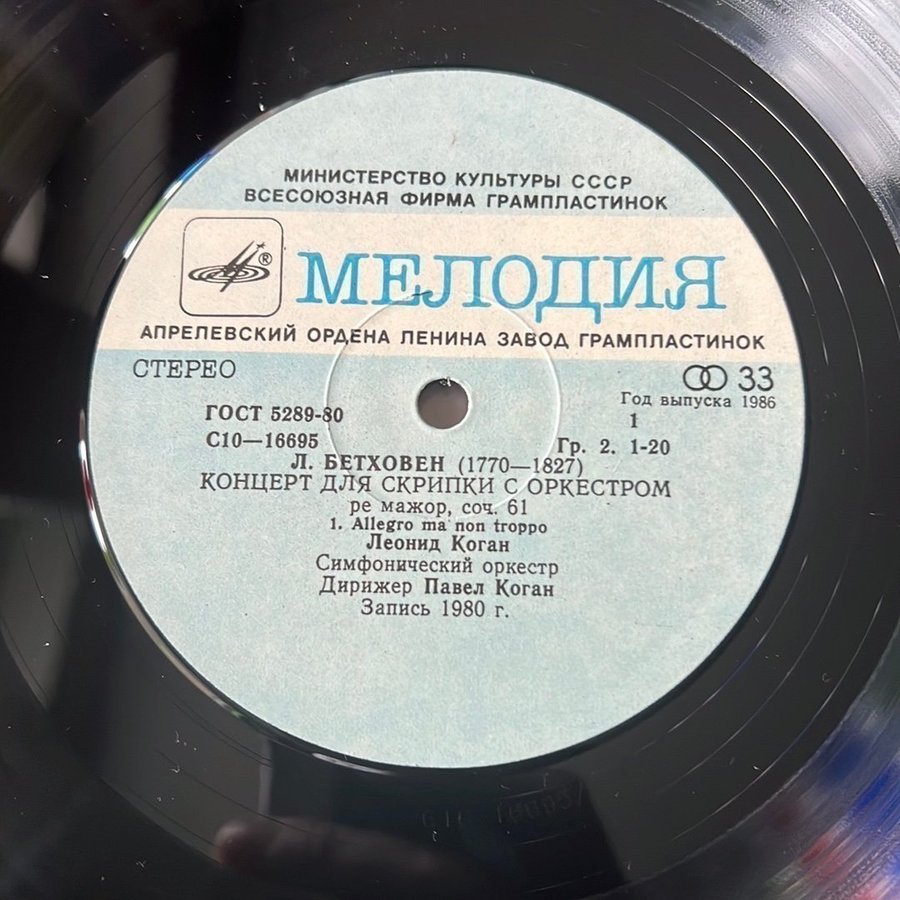 МИНИСТЕРСТВО КУЛЬТУРЫ СССР
ВСЕСОЮЗНАЯ ФИРМА ГРАМПЛАСТИНОК
® МЕЛОДИЯ
АПРЕЛЕВСКИЙ ОРДЕНА ЛЕНИНА ЗАВОД ГРАМПЛАСТИНОК
СТЕРЕО 33
Год выпуска 1986
ГОСТ 5289-80 1
С10—16695 Гр. 2. 1-20
Л. БЕТХОВЕН (1770—1827)
КОНЦЕРТ ДЛЯ СКРИПКИ С ОРКЕСТРОМ
ре мажор, соч. 61
1. Allegro ma non troppo
Леонид Коган
Симфонический оркестр
Дирижер Павел Коган
Запись 1980 г.